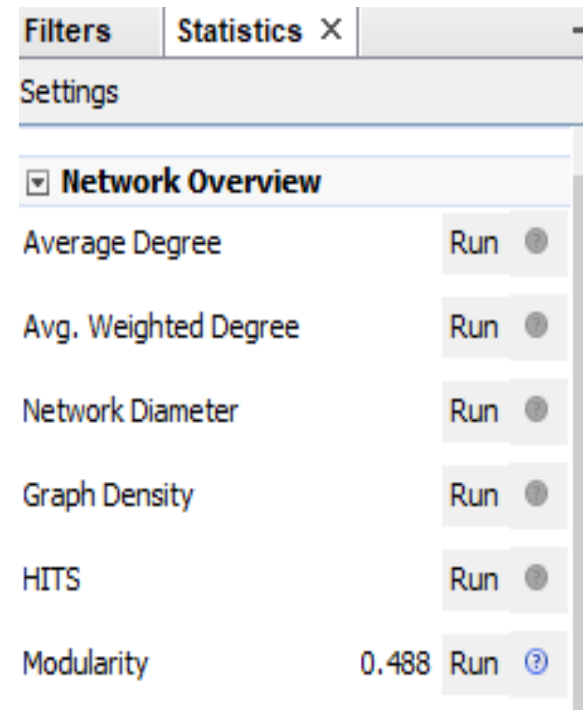 Filters Statistics ×
Settings
Network Overview
Average Degree Run ?
Avg. Weighted Degree Run ?
Network Diameter Run ?
Graph Density Run ?
HITS Run ?
Modularity 0.488 Run ?